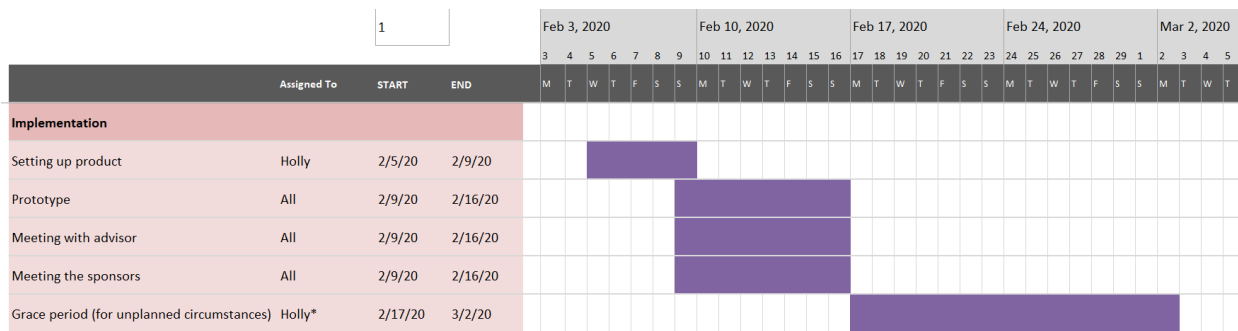 1
Feb 3, 2020 Feb 10, 2020 Feb 17, 2020 Feb 24, 2020 Mar 2, 2020
3 4 5 6 7 8 9 10 11 12 13 14 15 16 17 18 19 20 21 22 23 24 25 26 27 28 29 1 2 3 4 5
Assigned To START END M T W T F S S M T W T F S S M T W T F S S M T W T F S S M T W T
Implementation
Setting up product Holly 2/5/20 2/9/20
Prototype All 2/9/20 2/16/20
Meeting with advisor All 2/9/20 2/16/20
Meeting the sponsors All 2/9/20 2/16/20
Grace period (for unplanned circumstances) Holly* 2/17/20 3/2/20